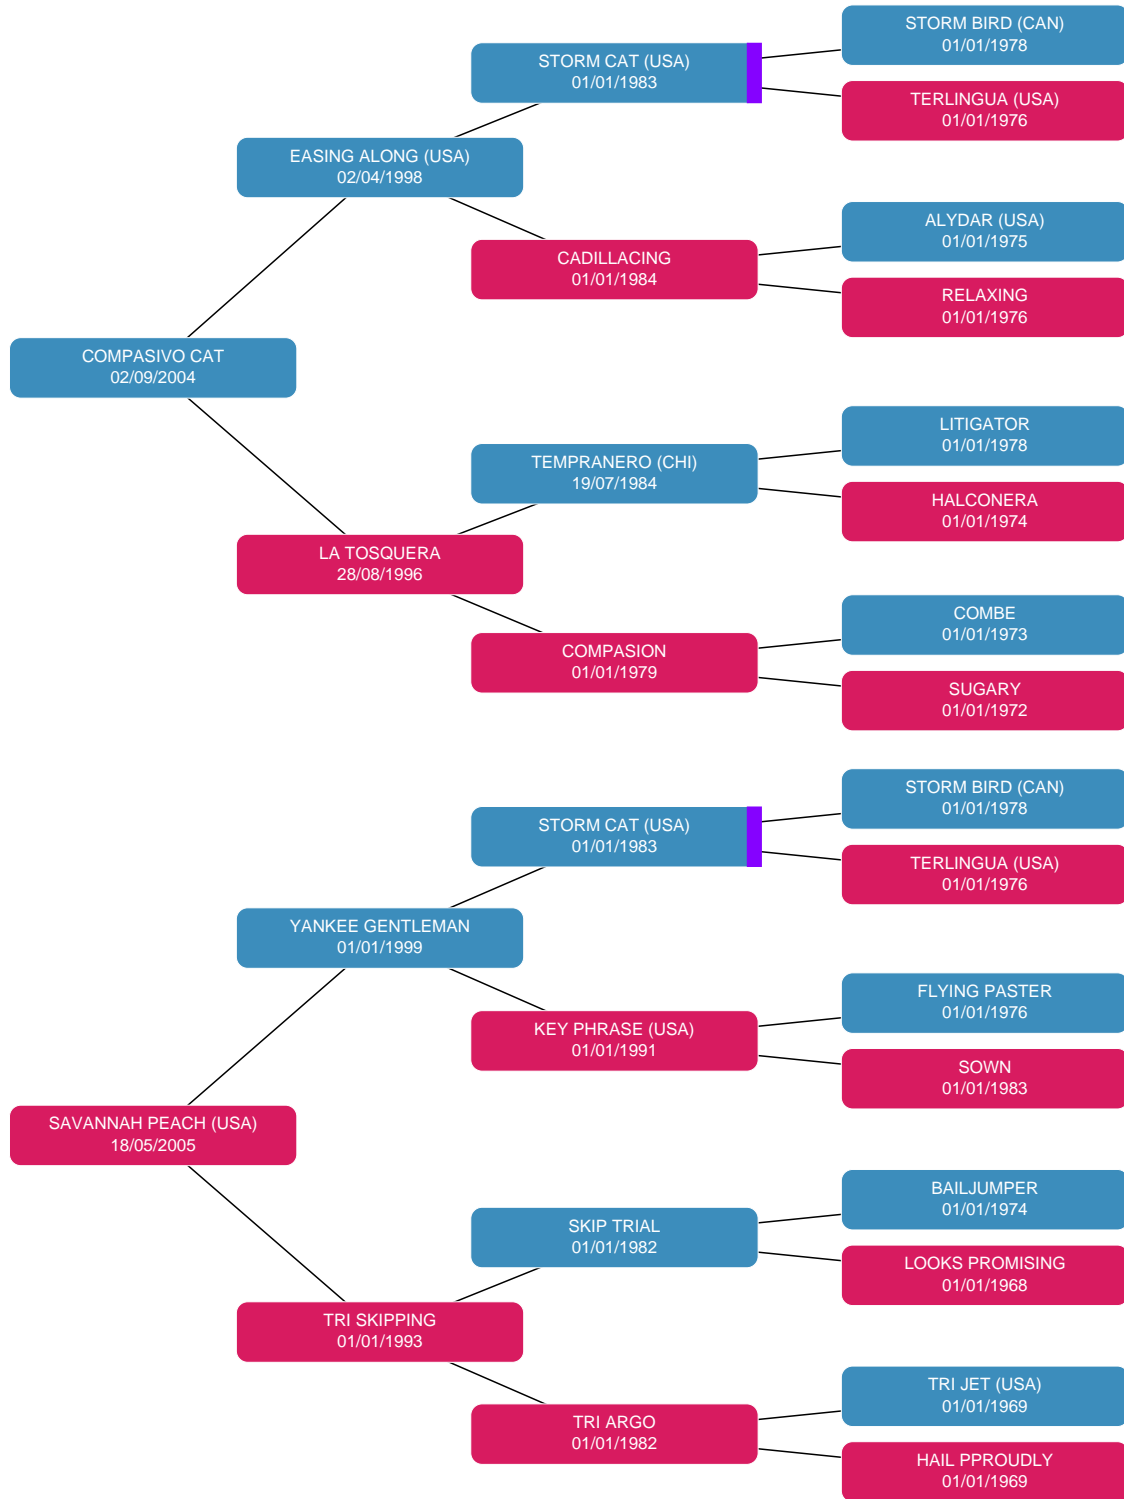 STORM BIRD (CAN)
01/01/1978
STORM CAT (USA)
01/01/1983
TERLINGUA (USA)
01/01/1976
EASING ALONG (USA)
02/04/1998
ALYDAR (USA)
01/01/1975
CADILLACING
01/01/1984
RELAXING
01/01/1976
COMPASIVO CAT
02/09/2004
LITIGATOR
01/01/1978
TEMPRANERO (CHI)
19/07/1984
HALCONERA
01/01/1974
LA TOSQUERA
28/08/1996
COMBE
01/01/1973
COMPASION
01/01/1979
SUGARY
01/01/1972
STORM BIRD (CAN)
01/01/1978
STORM CAT (USA)
01/01/1983
TERLINGUA (USA)
01/01/1976
YANKEE GENTLEMAN
01/01/1999
FLYING PASTER
01/01/1976
KEY PHRASE (USA)
01/01/1991
SOWN
01/01/1983
SAVANNAH PEACH (USA)
18/05/2005
BAILJUMPER
01/01/1974
SKIP TRIAL
01/01/1982
LOOKS PROMISING
01/01/1968
TRI SKIPPING
01/01/1993
TRI JET (USA)
01/01/1969
TRI ARGO
01/01/1982
HAIL PPROUDLY
01/01/1969